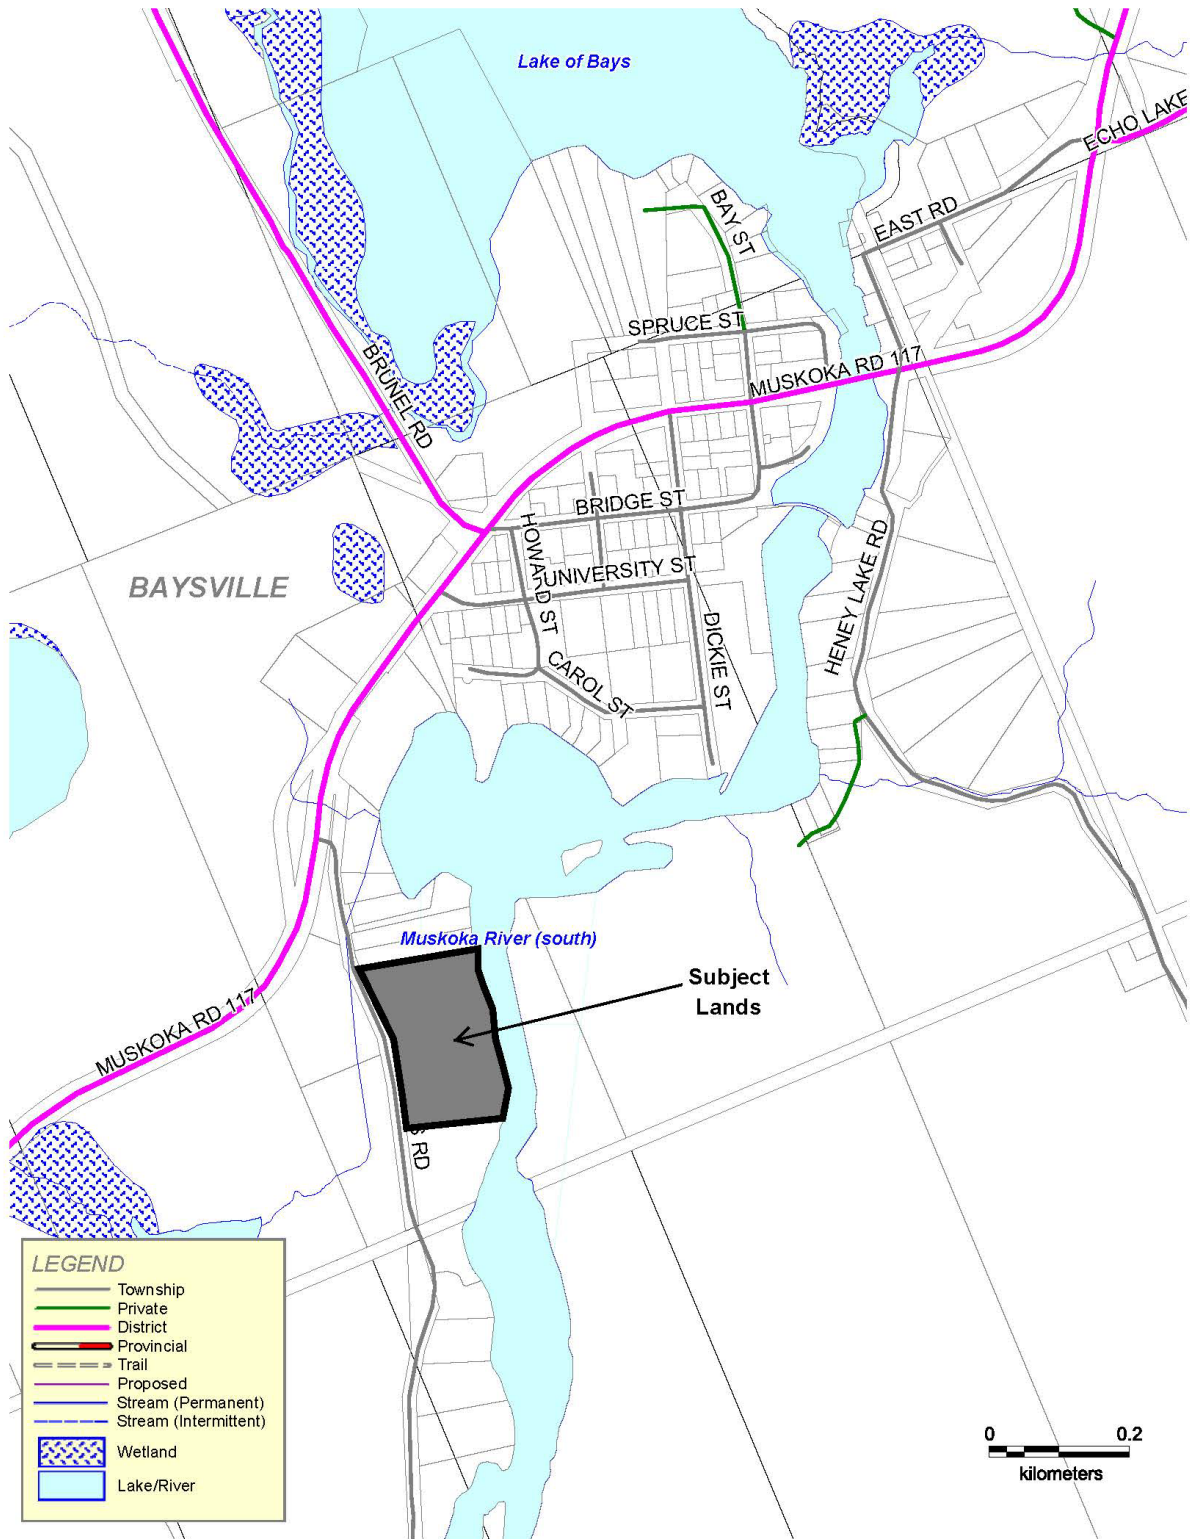 Lake of Bays
ECHO LAKE
BAY ST
EAST RD
SPRUCE ST
BRUNEL RD
MUSKOKA RD 117
BRIDGE ST
HOWARD ST
UNIVERSITY ST
HENEY LAKE RD
BAYSVILLE
DICKIE ST
CAROL ST
Muskoka River (south)
Subject
Lands
MUSKOKA RD 117
RD
LEGEND
Township
Private
District
Provincial
Trail
Proposed
Stream (Permanent)
Stream (Intermittent)
Wetland
Lake/River
0 0.2
kilometers